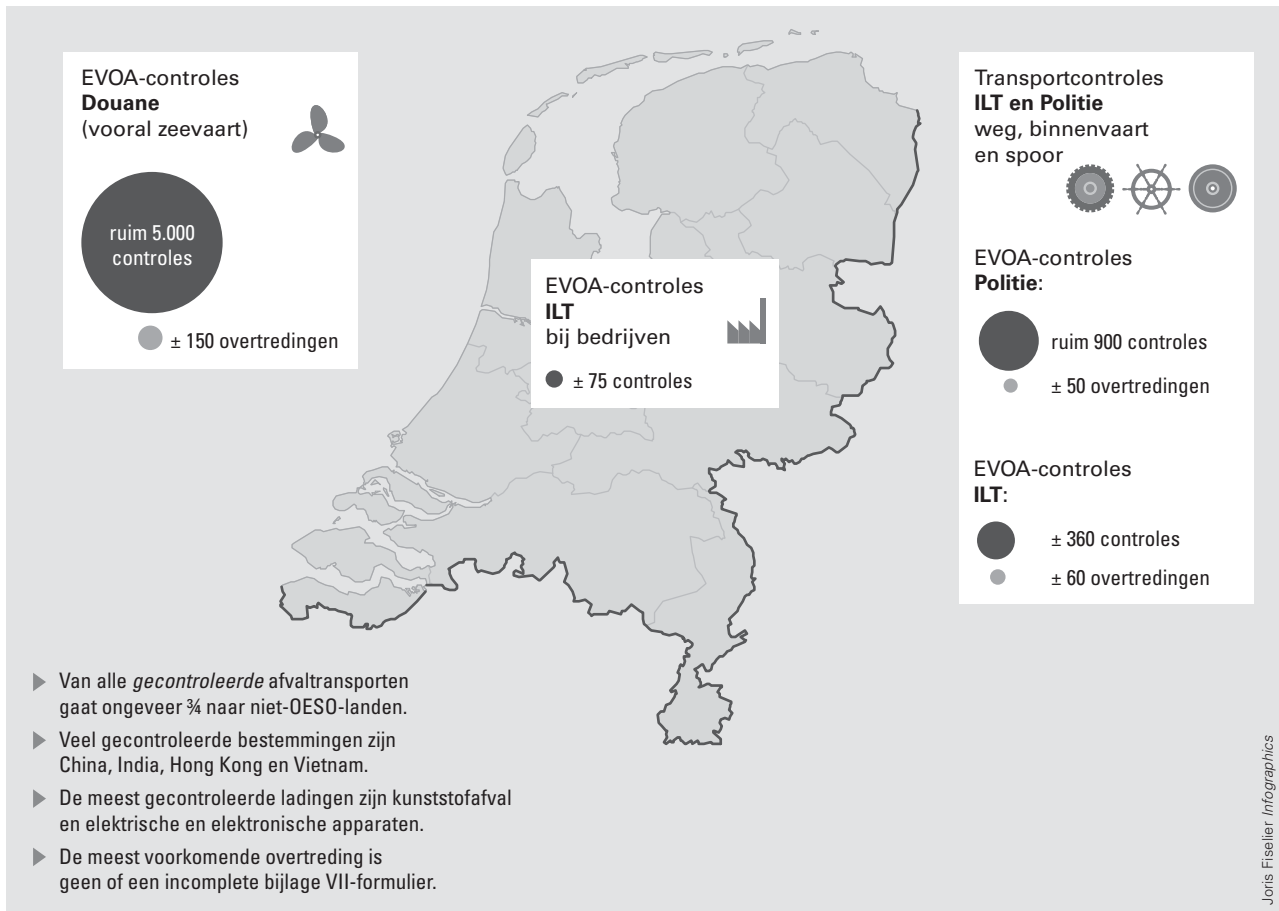 EVOA-controles
Douane
(vooral zeevaart)
ruim 5.000
controles
± 150 overtredingen
EVOA-controles
ILT
bij bedrijven
± 75 controles
Transportcontroles
ILT en Politie
weg, binnenvaart
en spoor
EVOA-controles
Politie:
ruim 900 controles
± 50 overtredingen
EVOA-controles
ILT:
± 360 controles
± 60 overtredingen
Van alle gecontroleerde afvaltransporten
gaat ongeveer ¾ naar niet-OESO-landen.
Veel gecontroleerde bestemmingen zijn
China, India, Hong Kong en Vietnam.
De meest gecontroleerde ladingen zijn kunststofafval
en elektrische en elektronische apparaten.
De meest voorkomende overtreding is
geen of een incomplete bijlage VII-formulier.
Joris Fiselier Infographics